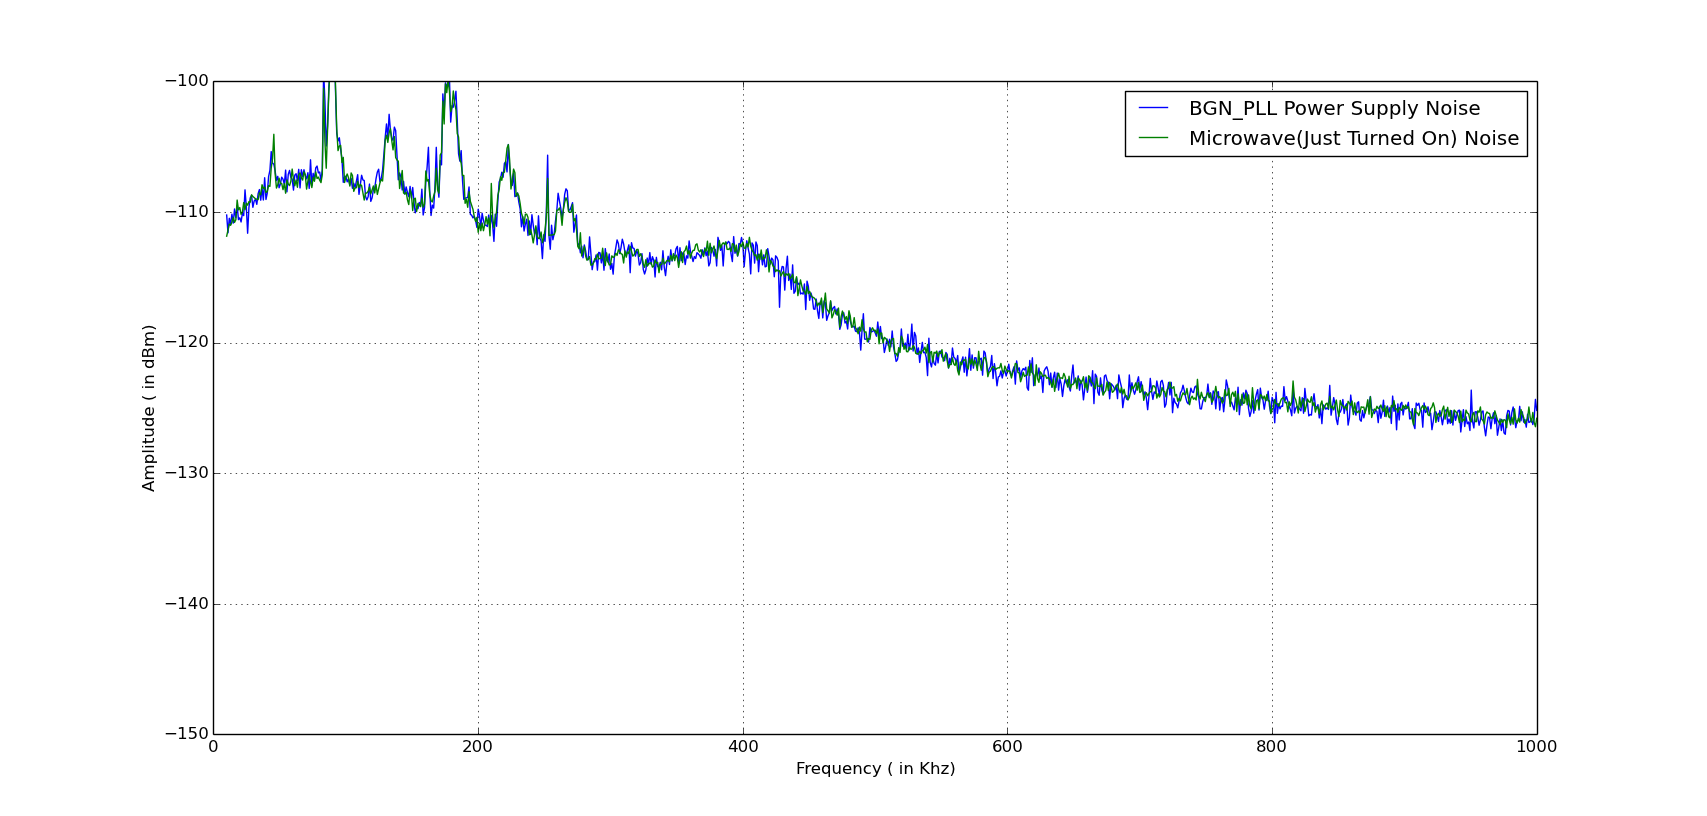 −100
−110
−120
−130
−140
−150
Amplitude ( in dBm)
BGN_PLL Power Supply Noise
Microwave(Just Turned On) Noise
0 200 400 600 800 1000
Frequency ( in Khz)